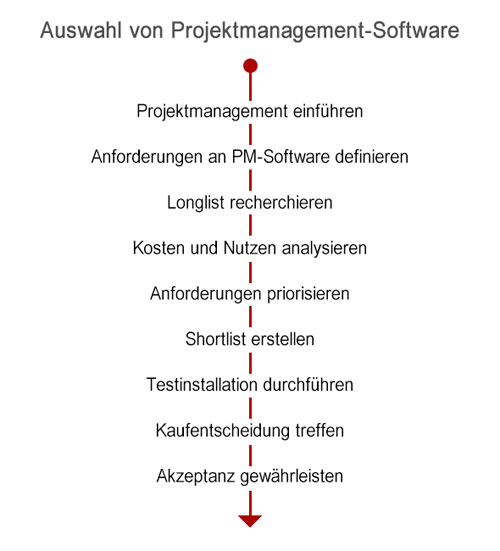 Auswahl von Projektmanagement-Software
Projektmanagement einführen
Anforderungen an PM-Software definieren
Longlist recherchieren
Kosten und Nutzen analysieren
Anforderungen priorisieren
Shortlist erstellen
Testinstallation durchführen
Kaufentscheidung treffen
Akzeptanz gewährleisten